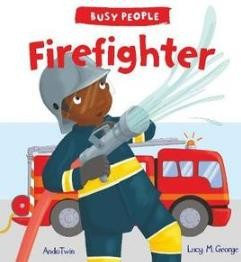 BUSY PEOPLE
Firefighter
AndoTwin
Lucy M. George